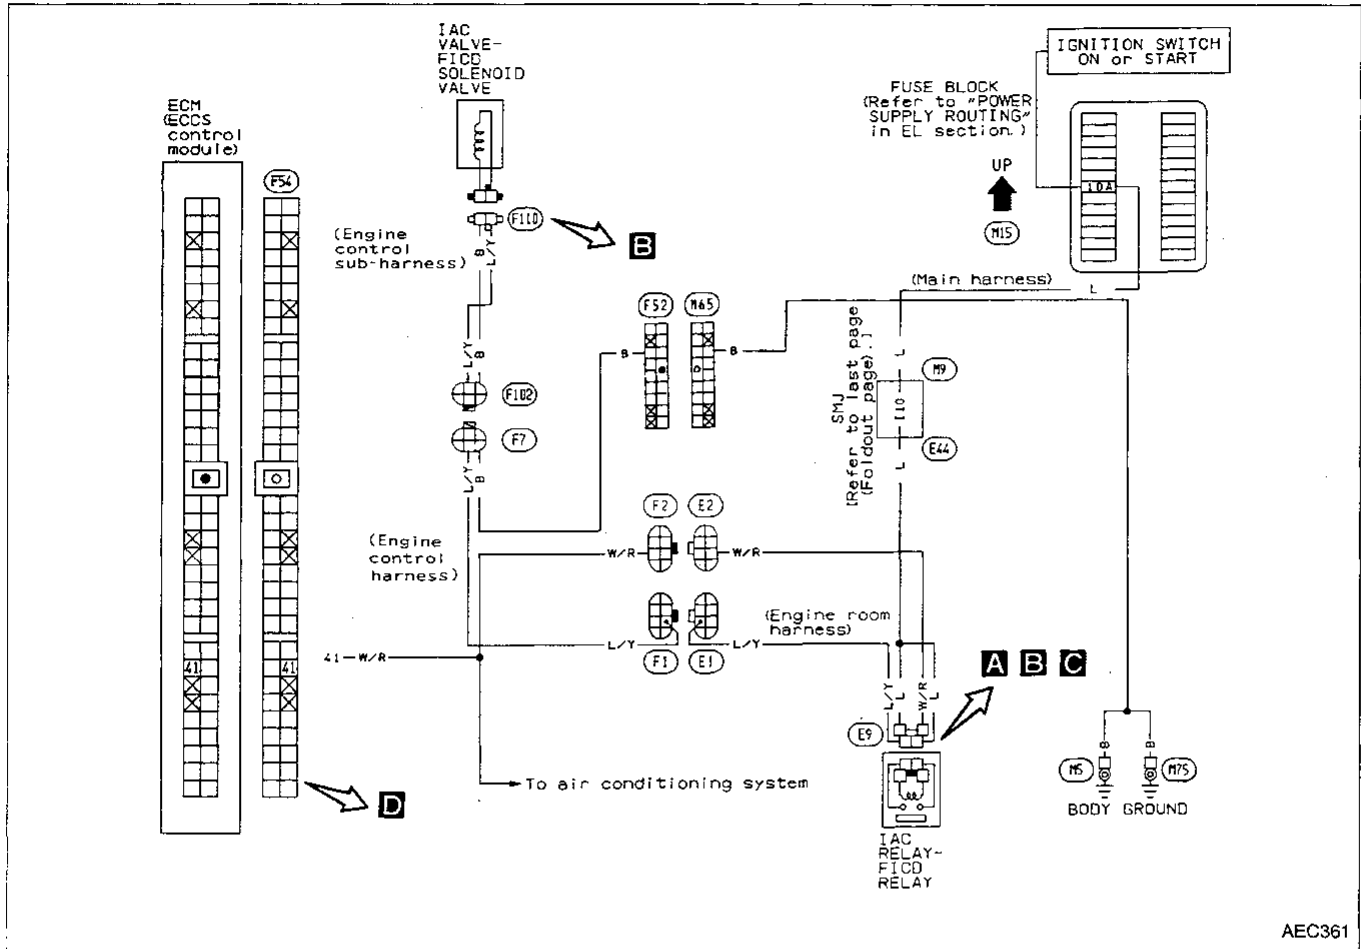 IAC
VALVE-
FICD
SOLENOID
VALVE
IGNITION SWITCH
ON or START
FUSE BLOCK
(Refer to "POWER
SUPPLY ROUTING"
in EL section.)
UP
10A
M15
ECM
(ECCS
control
module)
F54
F110
B
(Engine
control
sub-harness)
B
L/Y
(Main harness)
L
F52
M65
B
B
L/Y
B
F102
F7
L/Y
B
SMJ
[Refer to last page
(Foldout page).]
L
M9
I10
E44
L
F2
E2
W/R
W/R
(Engine
control
harness)
(Engine room
harness)
L/Y
L/Y
F1
E1
41
41
41
W/R
A B C
L/Y
L
W/R
L
E9
B
B
M5
M75
BODY GROUND
To air conditioning system
D
IAC
RELAY-
FICD
RELAY
AEC361